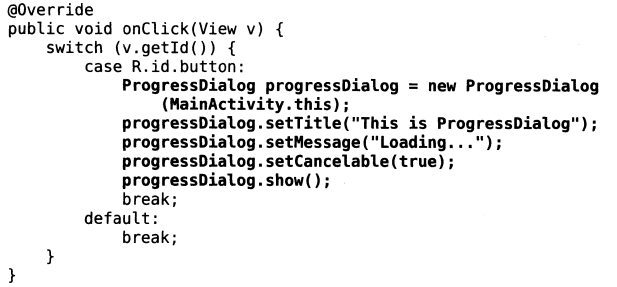 @Override
public void onClick(View v) {
    switch (v.getId()) {
        case R.id.button:
            ProgressDialog progressDialog = new ProgressDialog
                (MainActivity.this);
            progressDialog.setTitle("This is ProgressDialog");
            progressDialog.setMessage("Loading...");
            progressDialog.setCancelable(true);
            progressDialog.show();
            break;
        default:
            break;
    }
}